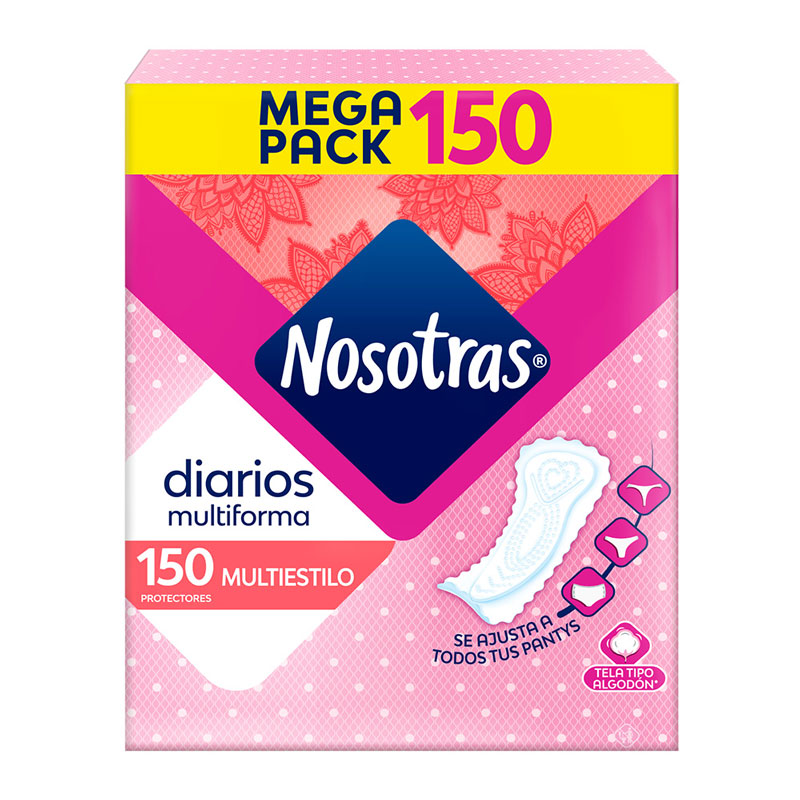 MEGA
PACK 150
Nosotras®
diarios
multiforma
150 MULTIESTILO
PROTECTORES
SE AJUSTA A
TODOS TUS PANTYS
TELA TIPO
ALGODÓN*